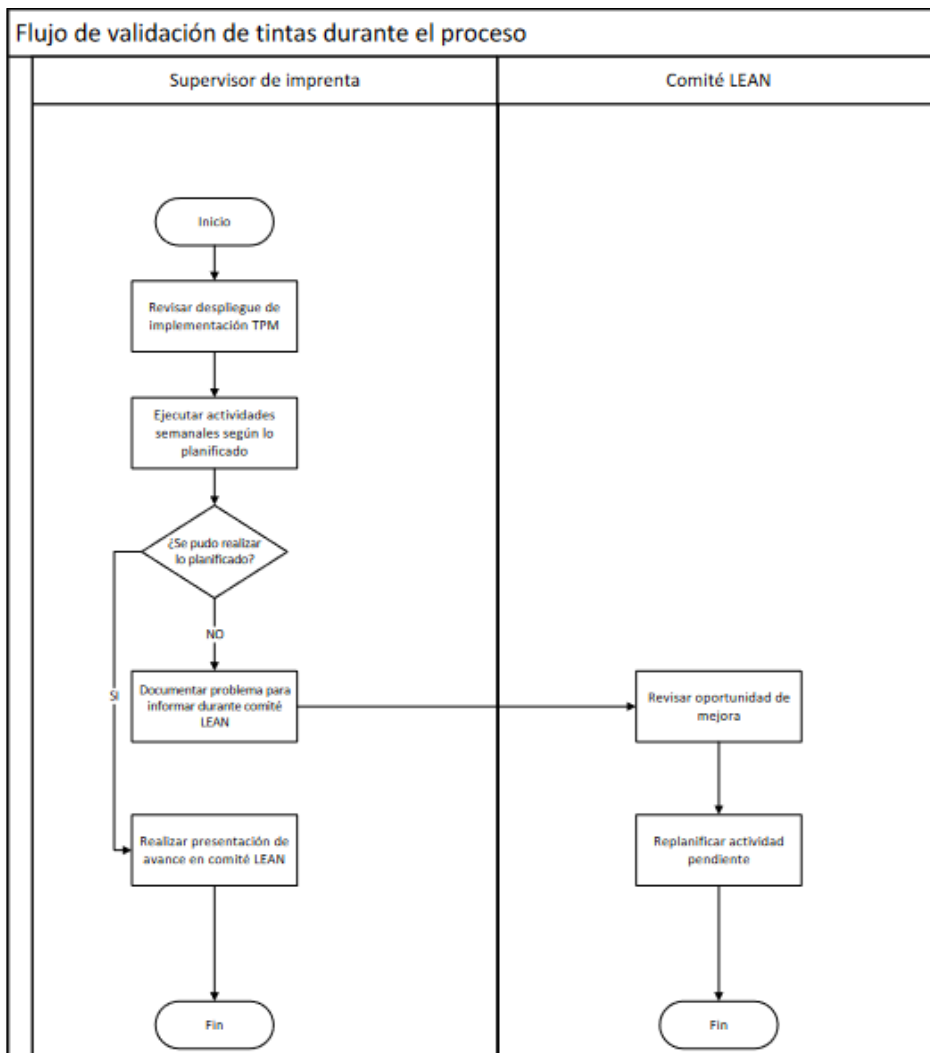 Flujo de validación de tintas durante el proceso
Supervisor de imprenta
Comité LEAN
Inicio
Revisar despliegue de
implementación TPM
Ejecutar actividades
semanales según lo
planificado
¿Se pudo realizar
lo planificado?
NO
SI
Documentar problema para
informar durante comité
LEAN
Revisar oportunidad de
mejora
Realizar presentación de
avance en comité LEAN
Replanificar actividad
pendiente
Fin
Fin